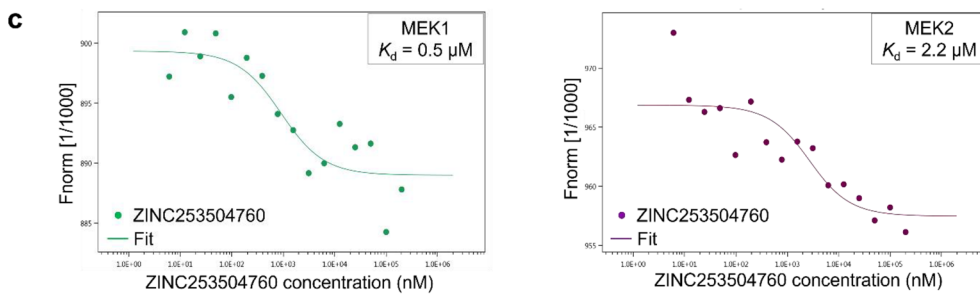 c
MEK1
Kd = 0.5 µM
900
895
890
885
Fnorm [1/1000]
ZINC253504760
Fit
1.0E+00 1.0E+01 1.0E+02 1.0E+03 1.0E+04 1.0E+05 1.0E+06
ZINC253504760 concentration (nM)
MEK2
Kd = 2.2 µM
970
965
960
955
Fnorm [1/1000]
ZINC253504760
Fit
1.0E+00 1.0E+01 1.0E+02 1.0E+03 1.0E+04 1.0E+05 1.0E+06
ZINC253504760 concentration (nM)